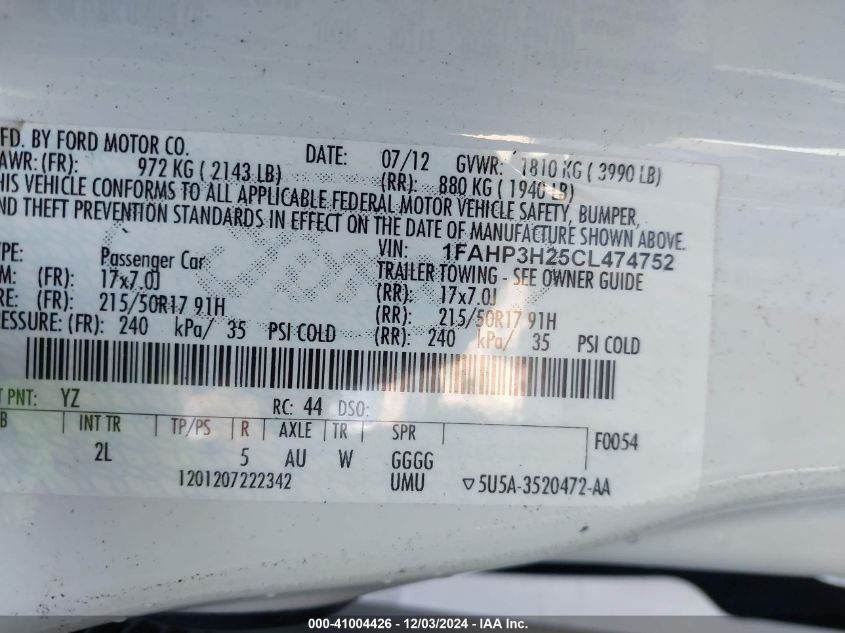 FD. BY FORD MOTOR CO. DATE: 07/12 GVWR: 1810 KG ( 3990 LB)
AWR: (FR): 972 KG ( 2143 LB) (RR): 880 KG ( 1940 LB)
HIS VEHICLE CONFORMS TO ALL APPLICABLE FEDERAL MOTOR VEHICLE SAFETY, BUMPER,
ND THEFT PREVENTION STANDARDS IN EFFECT ON THE DATE OF MANUFACTURE SHOWN ABOVE.
VIN: 1FAHP3H25CL474752
YPE: Passenger Car TRAILER TOWING - SEE OWNER GUIDE
M: (FR): 17x7.0J (RR): 17x7.0J
RE: (FR): 215/50R17 91H (RR): 215/50R17 91H
RESSURE: (FR): 240 kPa/ 35 PSI COLD (RR): 240 kPa/ 35 PSI COLD
T PNT: YZ RC: 44 DSO:
B INT TR TP/PS R AXLE TR SPR F0054
2L 5 AU W GGGG
1201207222342 UMU ▽5U5A-3520472-AA
000-41004426 - 12/03/2024 - IAA Inc.